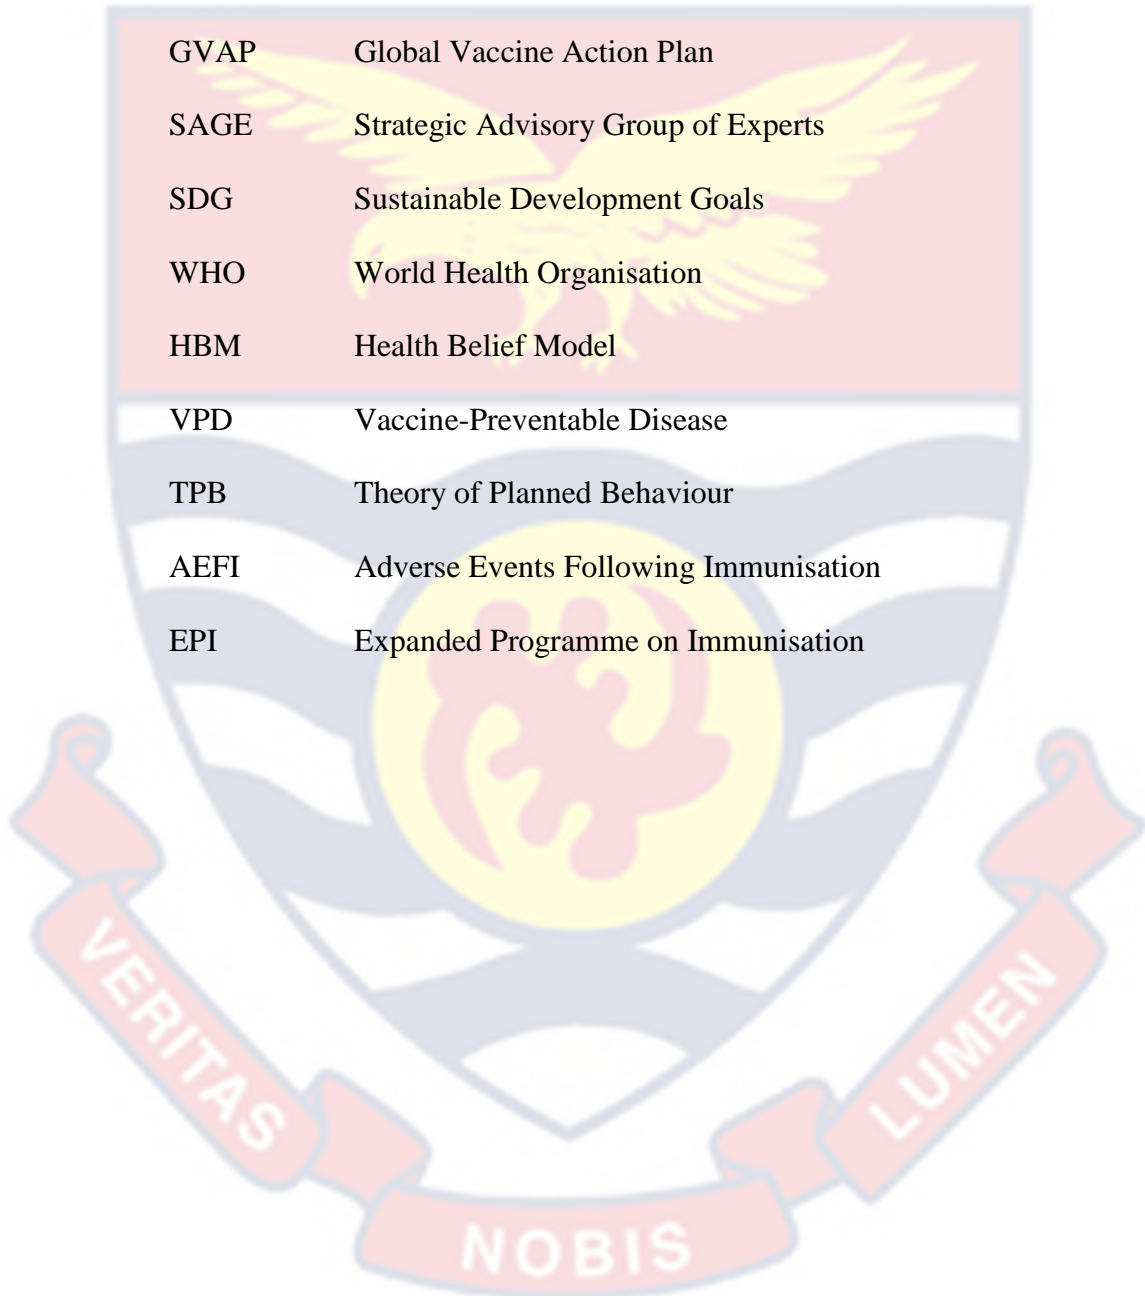 GVAP Global Vaccine Action Plan
SAGE Strategic Advisory Group of Experts
SDG Sustainable Development Goals
WHO World Health Organisation
HBM Health Belief Model
VPD Vaccine-Preventable Disease
TPB Theory of Planned Behaviour
AEFI Adverse Events Following Immunisation
EPI Expanded Programme on Immunisation
VERITAS
NOBIS
LUMEN